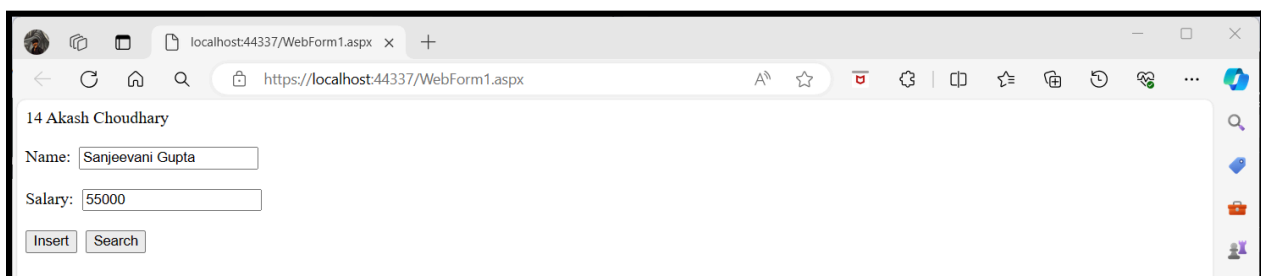 localhost:44337/WebForm1.aspx
https://localhost:44337/WebForm1.aspx
14 Akash Choudhary
Name: Sanjeevani Gupta
Salary: 55000
Insert Search